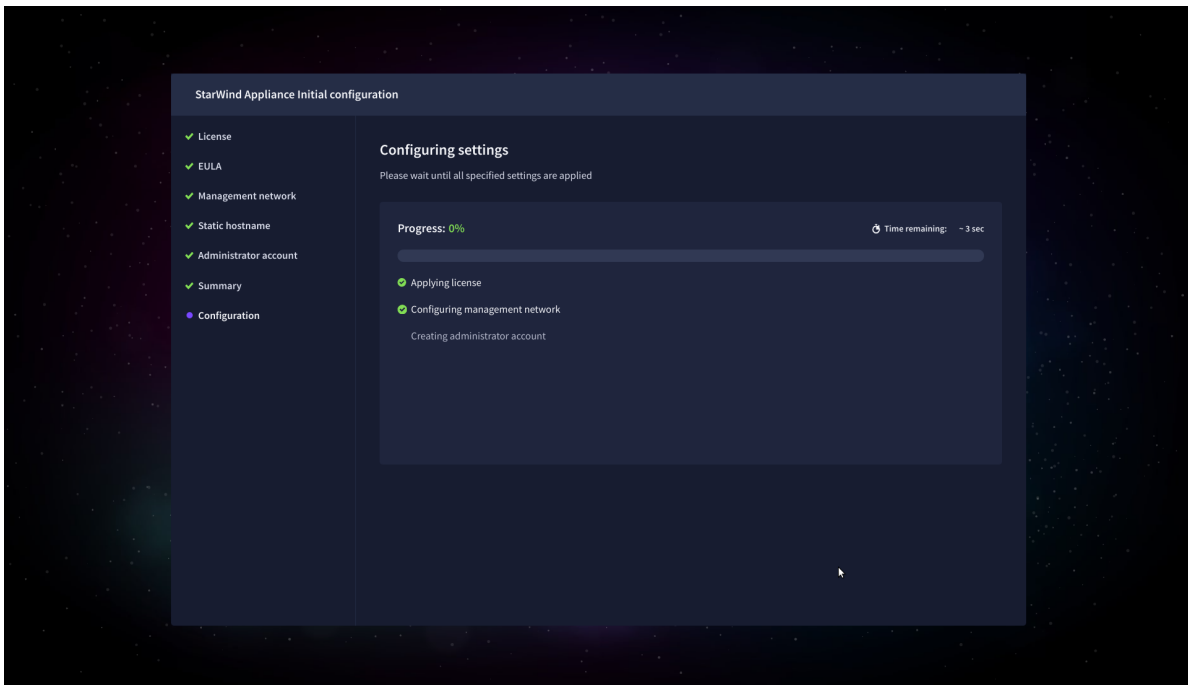 StarWind Appliance Initial configuration
License
EULA
Management network
Static hostname
Administrator account
Summary
Configuration
Configuring settings
Please wait until all specified settings are applied
Progress: 0%
Time remaining: ~ 3 sec
Applying license
Configuring management network
Creating administrator account